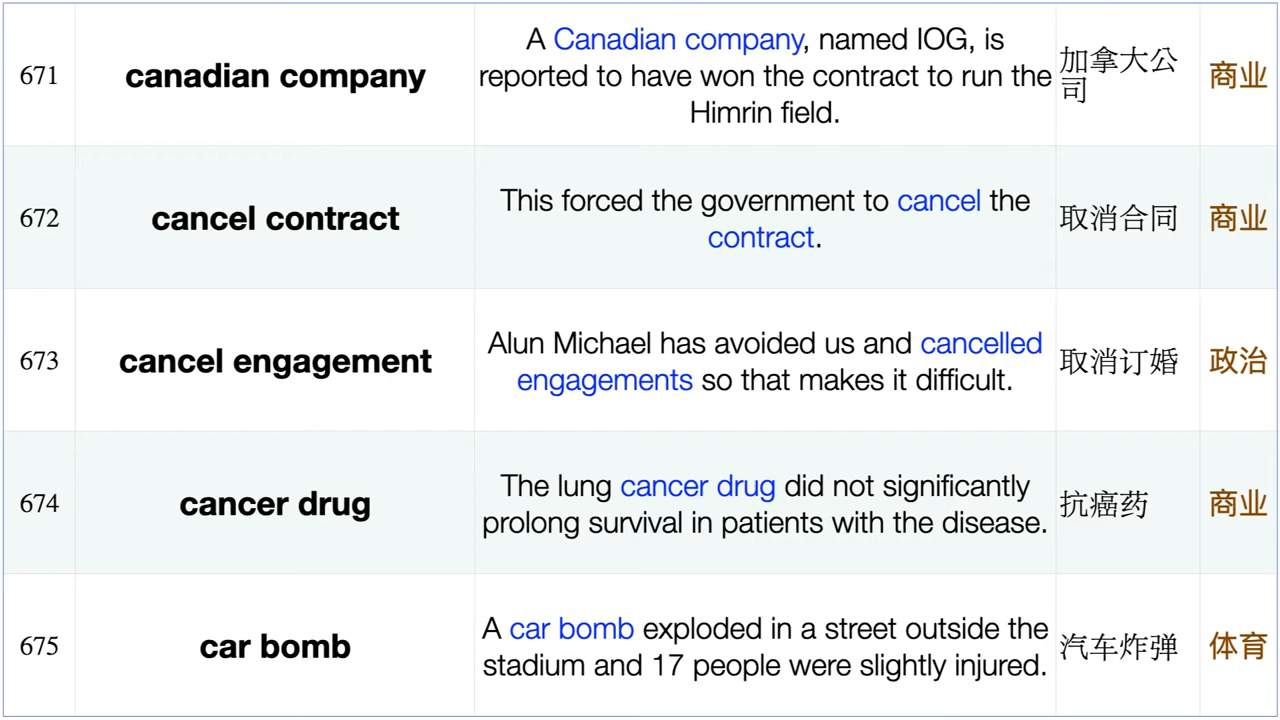 671
canadian company
A Canadian company, named IOG, is
reported to have won the contract to run the
Himrin field.
加拿大公
司
商业
672
cancel contract
This forced the government to cancel the
contract.
取消合同
商业
673
cancel engagement
Alun Michael has avoided us and cancelled
engagements so that makes it difficult.
取消订婚
政治
674
cancer drug
The lung cancer drug did not significantly
prolong survival in patients with the disease.
抗癌药
商业
675
car bomb
A car bomb exploded in a street outside the
stadium and 17 people were slightly injured.
汽车炸弹
体育